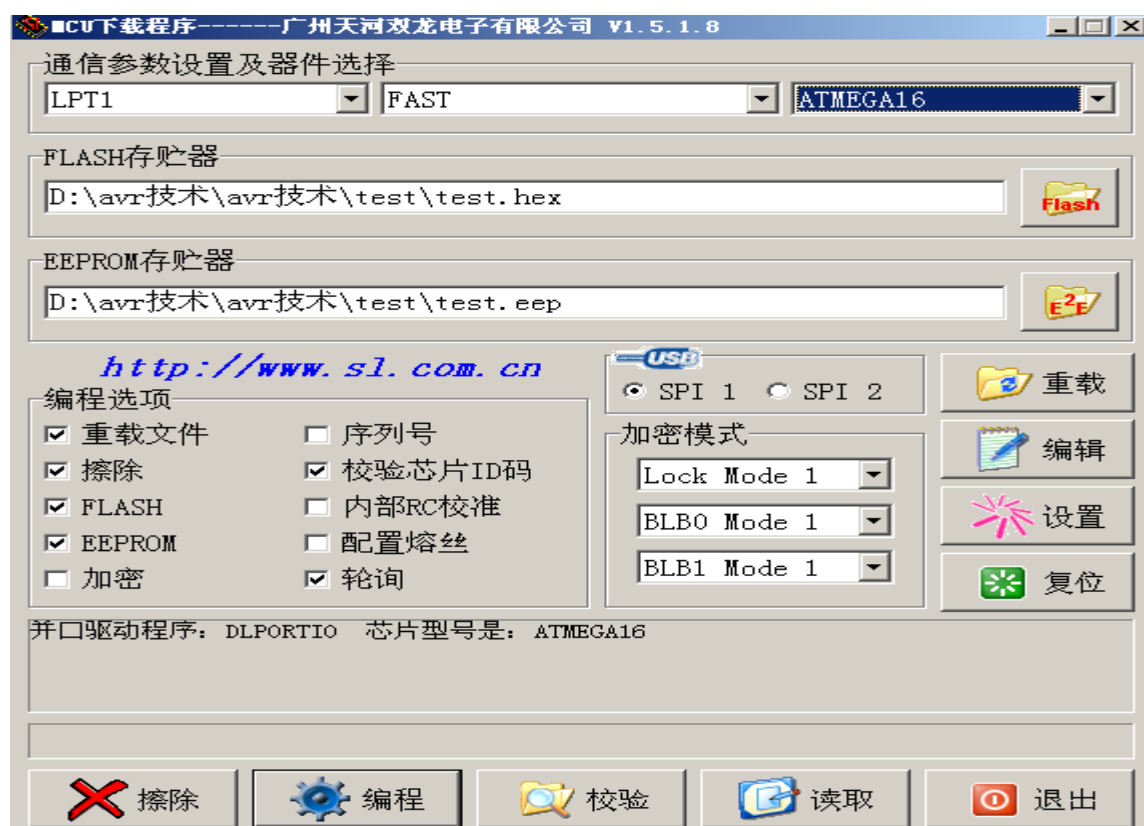 MCU下载程序------广州天河双龙电子有限公司 V1.5.1.8
通信参数设置及器件选择
LPT1 FAST ATMEGA16
FLASH存贮器
D:\avr技术\avr技术\test\test.hex
Flash
EEPROM存贮器
D:\avr技术\avr技术\test\test.eep
E²E
http://www.sl.com.cn
USB
SPI 1 SPI 2
重载
编程选项
重载文件 序列号
擦除 校验芯片ID码
FLASH 内部RC校准
EEPROM 配置熔丝
加密 轮询
加密模式
Lock Mode 1
BLB0 Mode 1
BLB1 Mode 1
编辑
设置
复位
并口驱动程序: DLPORTIO 芯片型号是: ATMEGA16
擦除 编程 校验 读取 退出